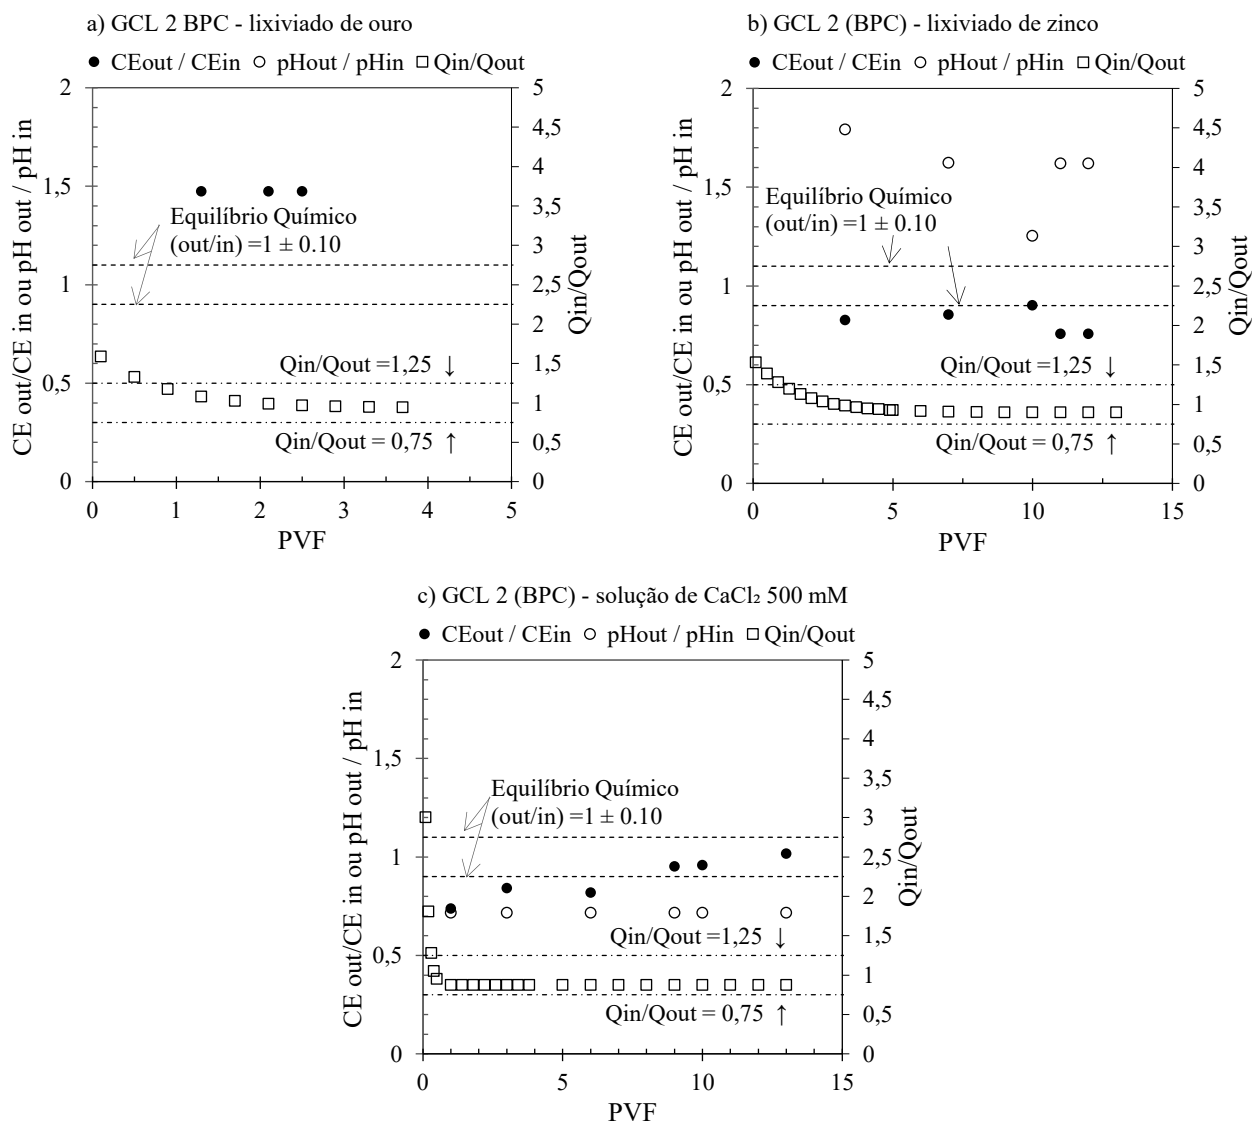 a) GCL 2 BPC - lixiviado de ouro
CEout / CEin pHout / pHin Qin/Qout
2
1,5
1
0,5
0
CE out/CE in ou pH out / pH in
Equilíbrio Químico
(out/in) =1 ± 0.10
Qin/Qout =1,25 ↓
Qin/Qout = 0,75 ↑
5
4,5
4
3,5
3
2,5
2
1,5
1
0,5
0
Qin/Qout
0 1 2 3 4 5
PVF
b) GCL 2 (BPC) - lixiviado de zinco
CEout / CEin pHout / pHin Qin/Qout
2
1,5
1
0,5
0
CE out/CE in ou pH out / pH in
Equilíbrio Químico
(out/in) =1 ± 0.10
Qin/Qout =1,25 ↓
Qin/Qout = 0,75 ↑
5
4,5
4
3,5
3
2,5
2
1,5
1
0,5
0
Qin/Qout
0 5 10 15
PVF
c) GCL 2 (BPC) - solução de CaCl₂ 500 mM
CEout / CEin pHout / pHin Qin/Qout
2
1,5
1
0,5
0
CE out/CE in ou pH out / pH in
Equilíbrio Químico
(out/in) =1 ± 0.10
Qin/Qout =1,25 ↓
Qin/Qout = 0,75 ↑
5
4,5
4
3,5
3
2,5
2
1,5
1
0,5
0
Qin/Qout
0 5 10 15
PVF